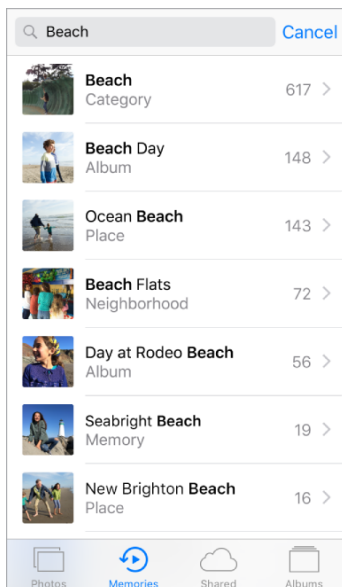 Beach
Cancel
Beach
Category
617
Beach Day
Album
148
Ocean Beach
Place
143
Beach Flats
Neighborhood
72
Day at Rodeo Beach
Album
56
Seabright Beach
Memory
19
New Brighton Beach
Place
16
Photos
Memories
Shared
Albums